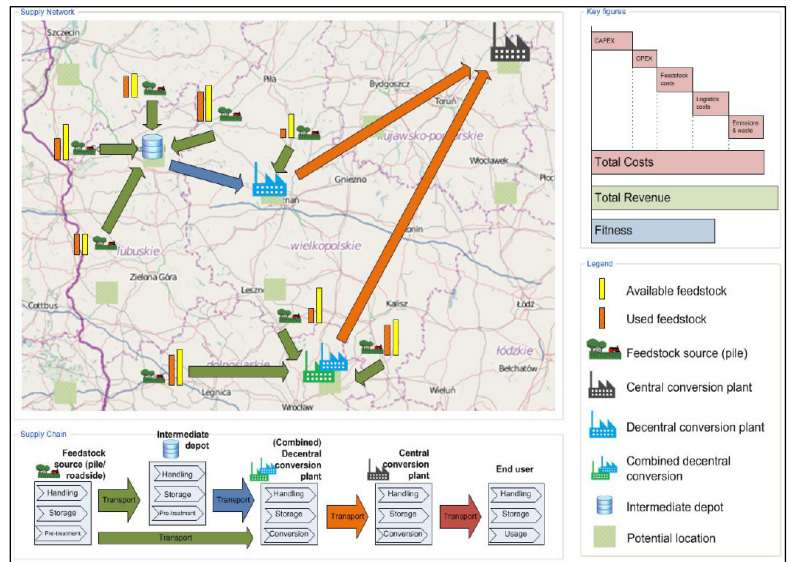 Supply Network
Szczecin
Piła
Bydgoszcz
Toruń
kujawsko-pomorskie
Włocławek
Płoc
Gniezno
znań
onin
lubuskie
wielkopolskie
Zielona Góra
Leszno
Kalisz
Łódź
Cottbus
łódzkie
dolnośląskie
Bełchatów
Legnica
Wieluń
Wrocław
Key figures
CAPEX
OPEX
Feedstock
costs
Logistics
costs
Emissions
& waste
Total Costs
Total Revenue
Fitness
Legend
Available feedstock
Used feedstock
Feedstock source (pile)
Central conversion plant
Decentral conversion plant
Combined decentral
conversion
Intermediate depot
Potential location
Supply Chain
Feedstock
source (pile/
roadside)
Handling
Storage
Pre-treatment
Transport
Intermediate
depot
Handling
Storage
Pre-treatment
Transport
Transport
(Combined)
Decentral
conversion
plant
Handling
Storage
Conversion
Transport
Central
conversion
plant
Handling
Storage
Conversion
Transport
End user
Handling
Storage
Usage